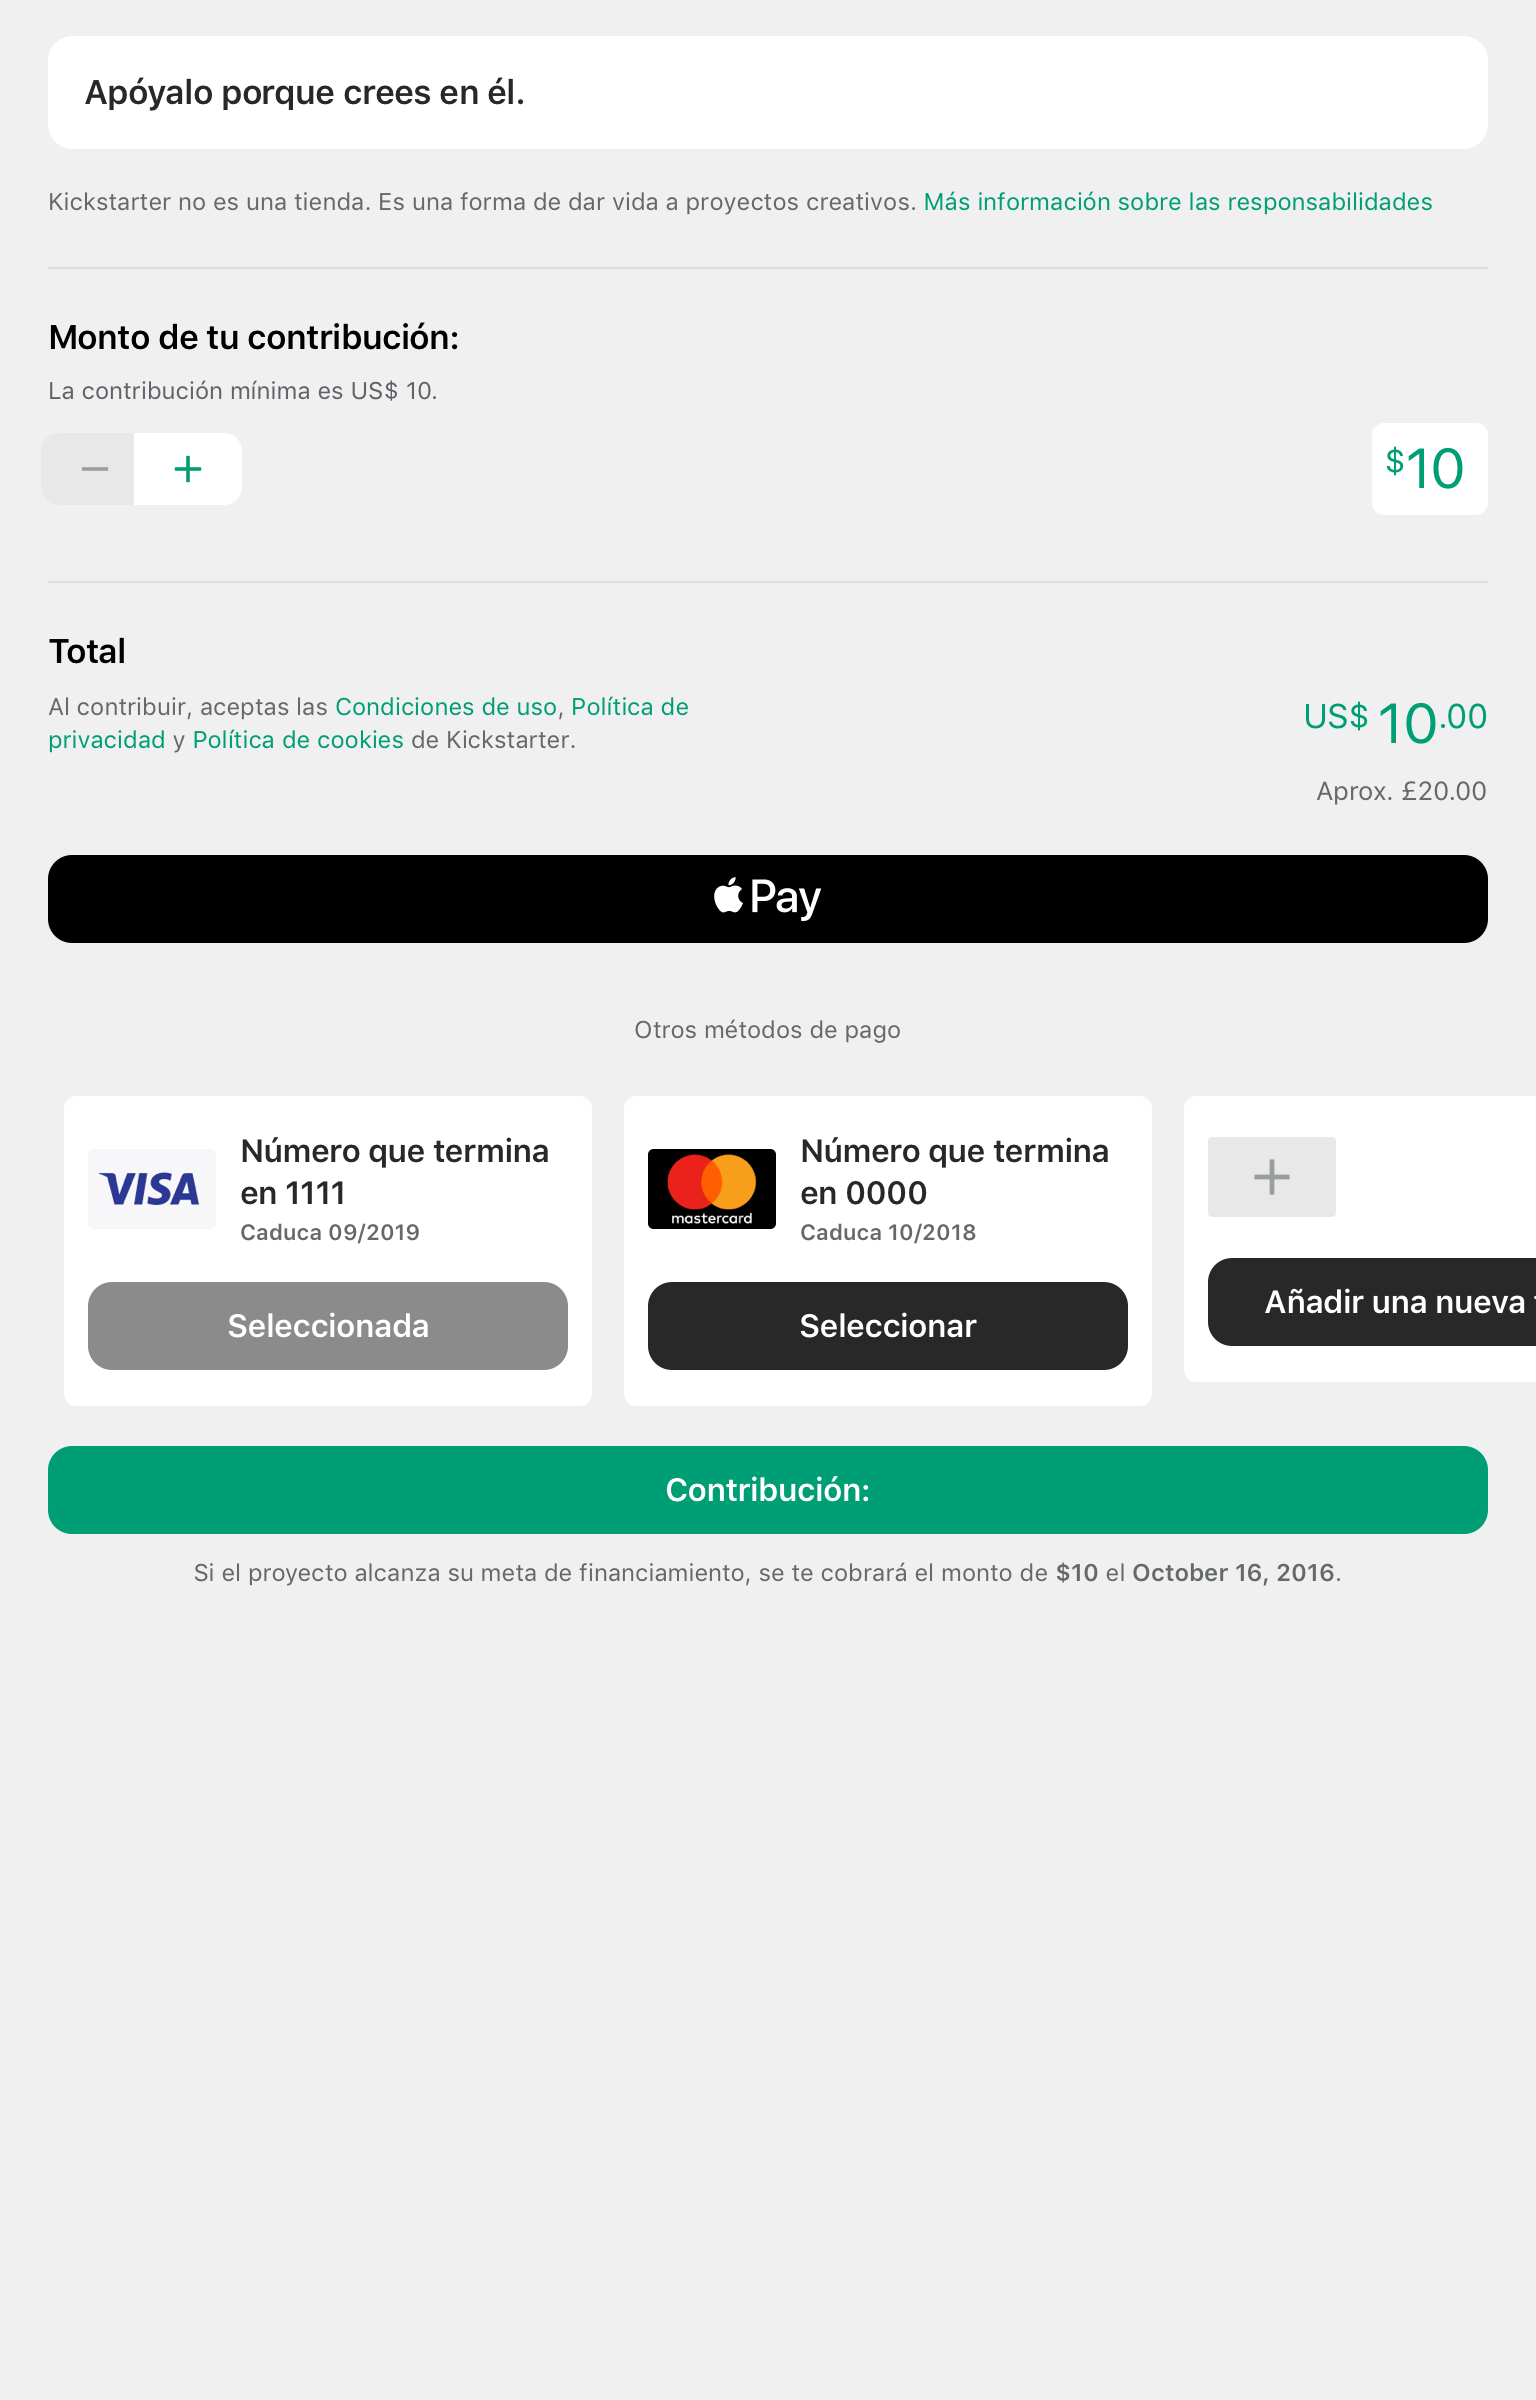 Apóyalo porque crees en él.
Kickstarter no es una tienda. Es una forma de dar vida a proyectos creativos. Más información sobre las responsabilidades
Monto de tu contribución:
La contribución mínima es US$ 10.
− +
$10
Total
Al contribuir, aceptas las Condiciones de uso, Política de
privacidad y Política de cookies de Kickstarter.
US$ 10.00
Aprox. £20.00
Pay
Otros métodos de pago
VISA
Número que termina
en 1111
Caduca 09/2019
Seleccionada
mastercard
Número que termina
en 0000
Caduca 10/2018
Seleccionar
+
Añadir una nueva
Contribución:
Si el proyecto alcanza su meta de financiamiento, se te cobrará el monto de $10 el October 16, 2016.